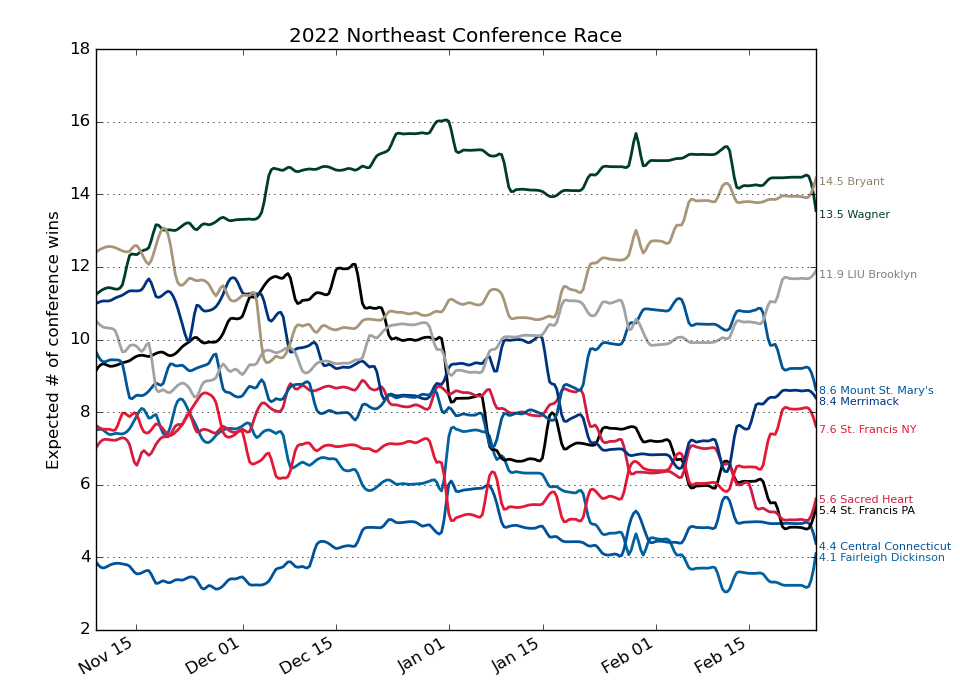 2022 Northeast Conference Race
Expected # of conference wins
18
16
14
12
10
8
6
4
2
Nov 15
Dec 01
Dec 15
Jan 01
Jan 15
Feb 01
Feb 15
14.5 Bryant
13.5 Wagner
11.9 LIU Brooklyn
8.6 Mount St. Mary's
8.4 Merrimack
7.6 St. Francis NY
5.6 Sacred Heart
5.4 St. Francis PA
4.4 Central Connecticut
4.1 Fairleigh Dickinson